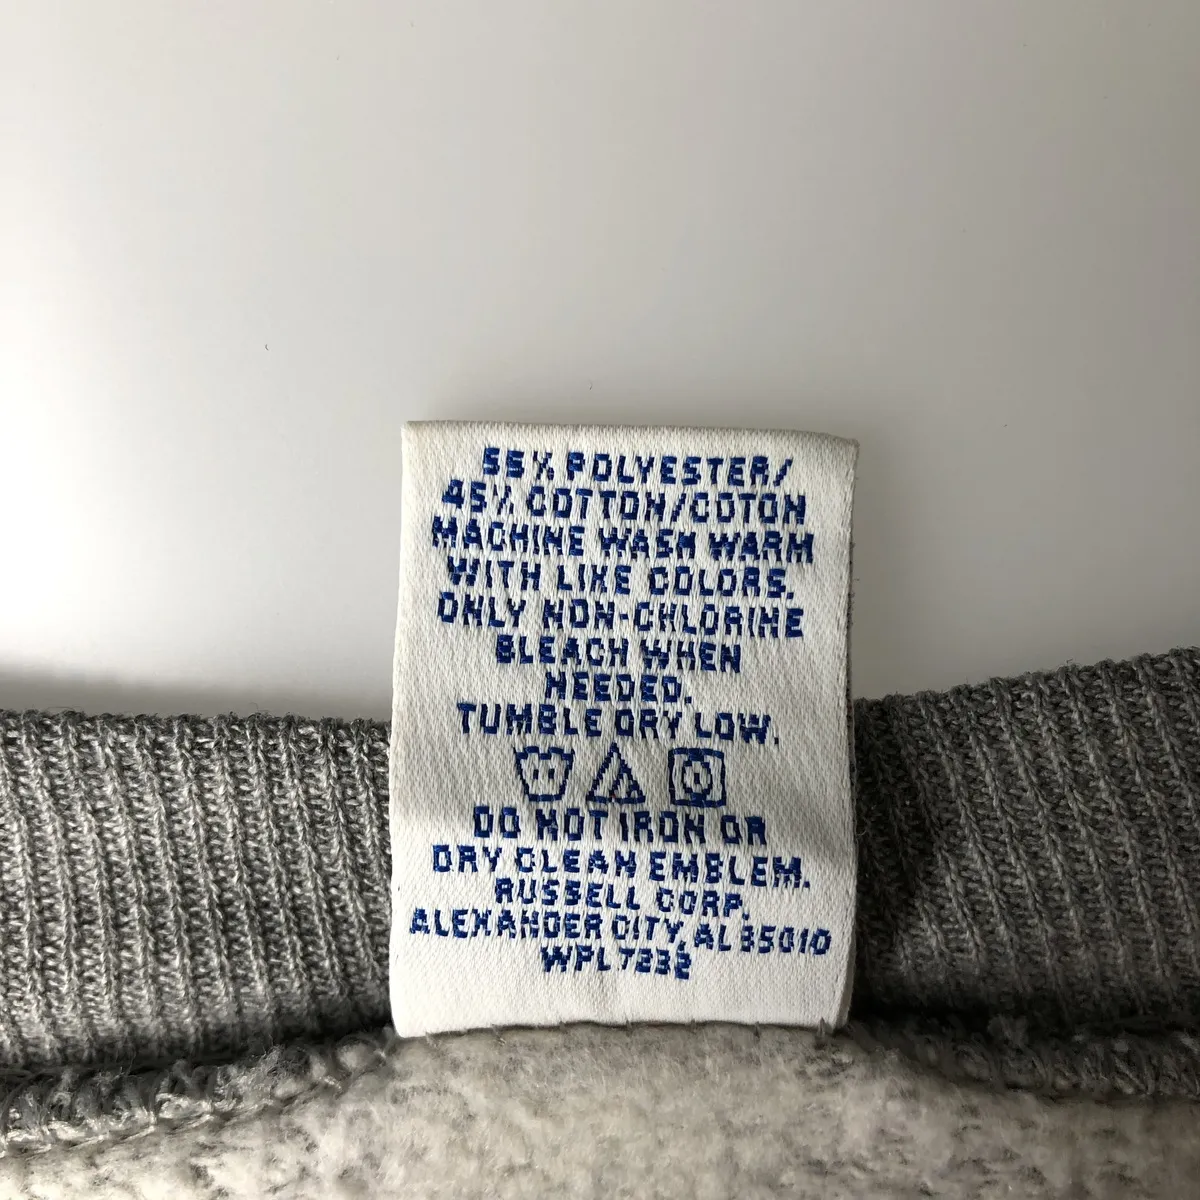 55% POLYESTER/
45% COTTON/COTON
MACHINE WASH WARM
WITH LIKE COLORS.
ONLY NON-CHLORINE
BLEACH WHEN
NEEDED.
TUMBLE DRY LOW.
DO NOT IRON OR
DRY CLEAN EMBLEM.
RUSSELL CORP.
ALEXANDER CITY, AL 35010
WPL 7232